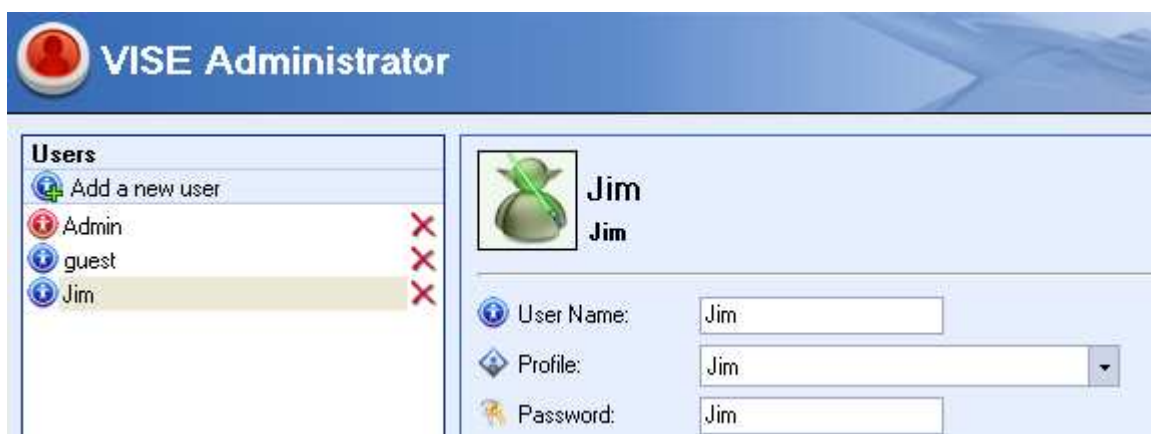 VISE Administrator
Users
Add a new user
Admin
guest
Jim
Jim
Jim
User Name: Jim
Profile: Jim
Password: Jim